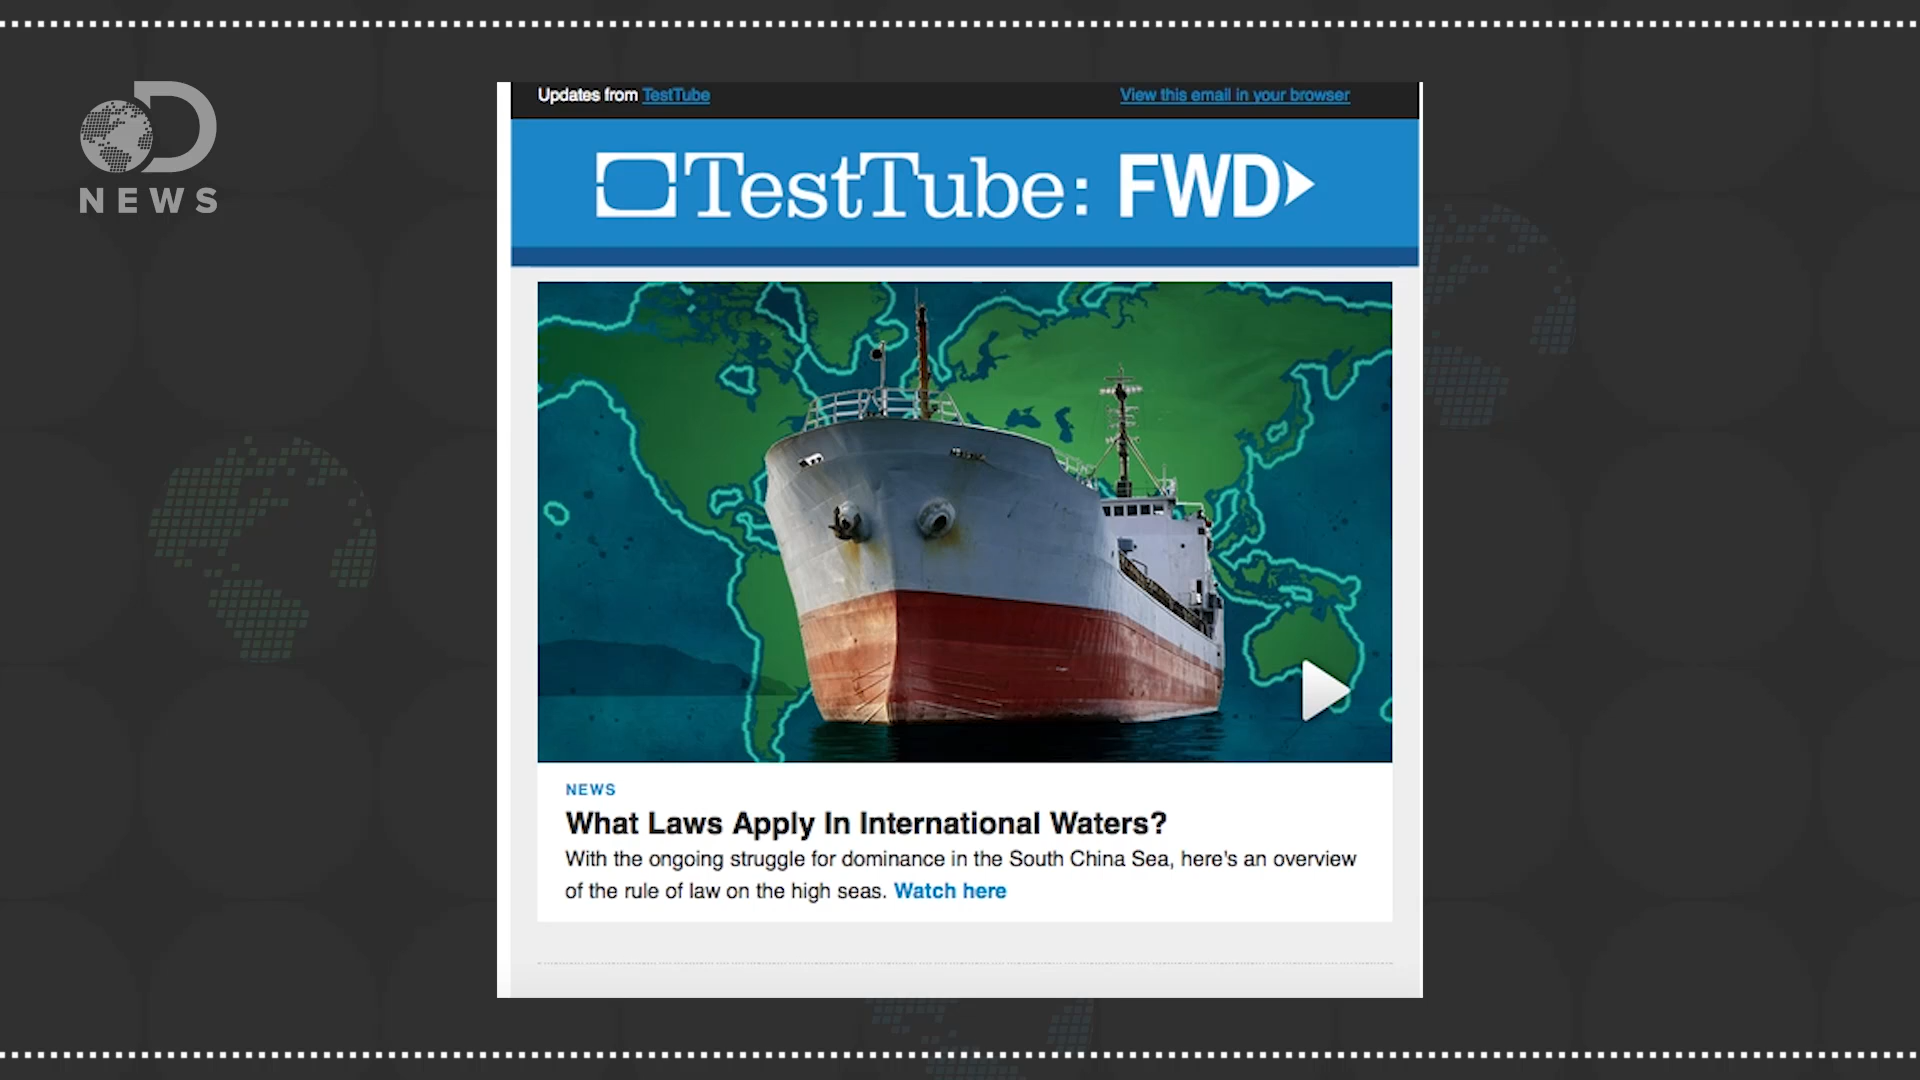 Updates from TestTube
View this email in your browser
D
NEWS
TestTube: FWD
NEWS
What Laws Apply In International Waters?
With the ongoing struggle for dominance in the South China Sea, here's an overview
of the rule of law on the high seas. Watch here